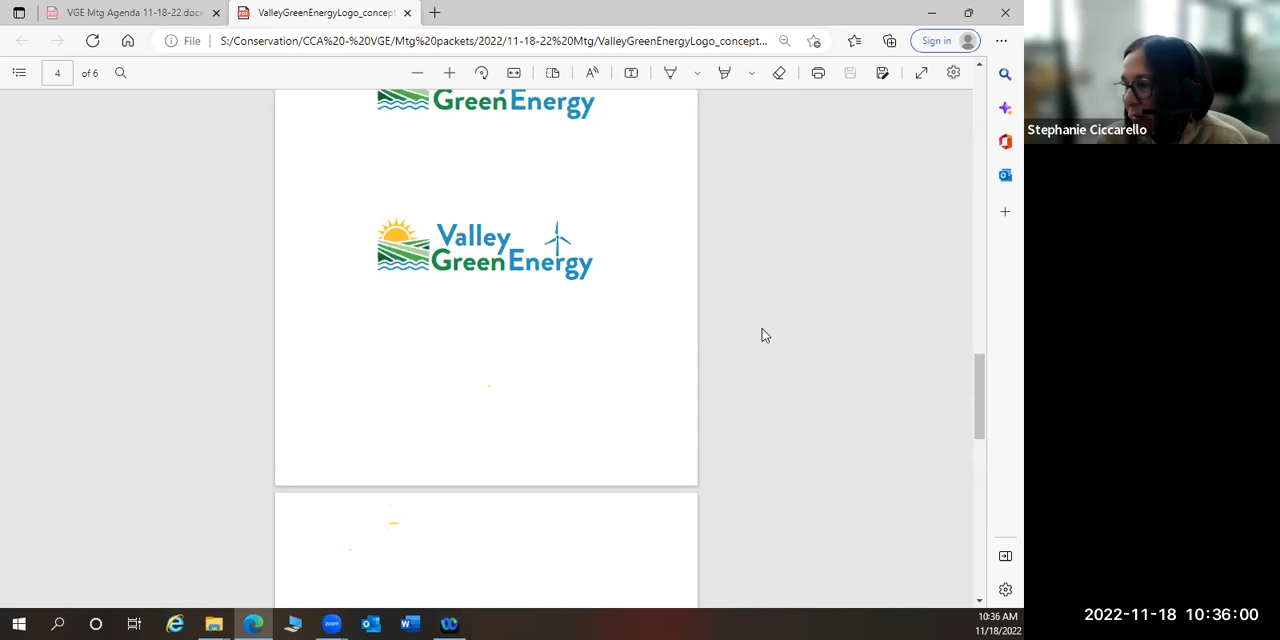 VGE Mtg Agenda 11-18-22.docx
ValleyGreenEnergyLogo_concept
File
S:/Conservation/CCA%20-%20VGE/Mtg%20packets/2022/11-18-22%20Mtg/ValleyGreenEnergyLogo_concept...
Sign in
4 of 6
Green Energy
Valley
Green Energy
Stephanie Ciccarello
zoom
10:36 AM
11/18/2022
2022-11-18 10:36:00